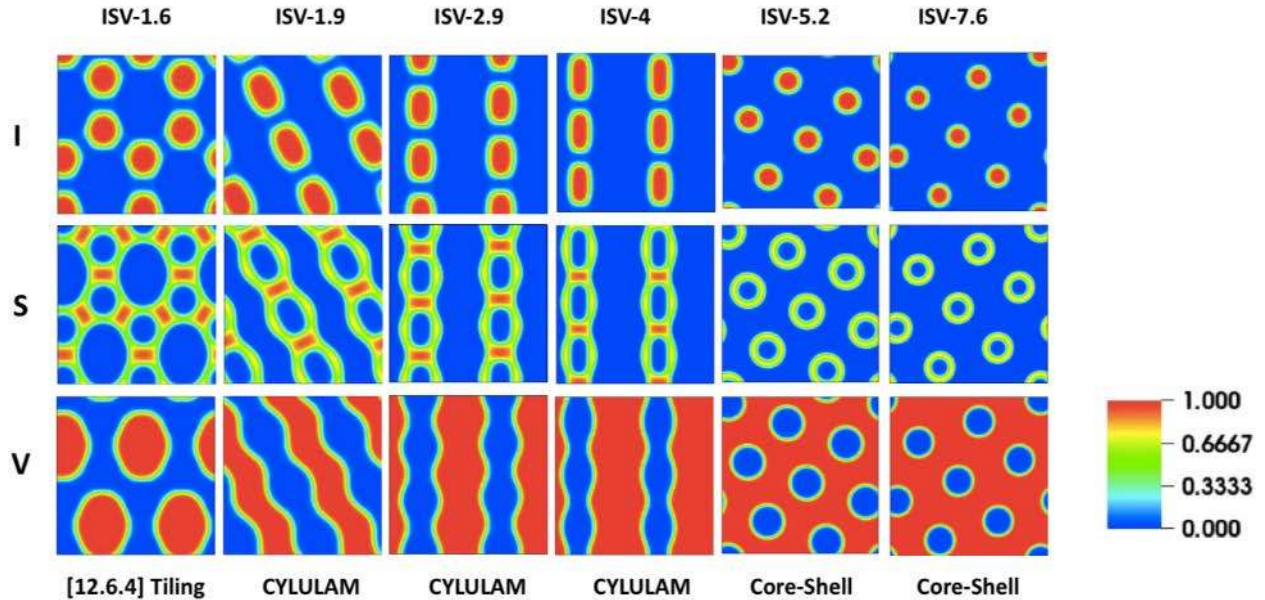 ISV-1.6 ISV-1.9 ISV-2.9 ISV-4 ISV-5.2 ISV-7.6
I
S
V
1.000
0.6667
0.3333
0.000
[12.6.4] Tiling CYLULAM CYLULAM CYLULAM Core-Shell Core-Shell